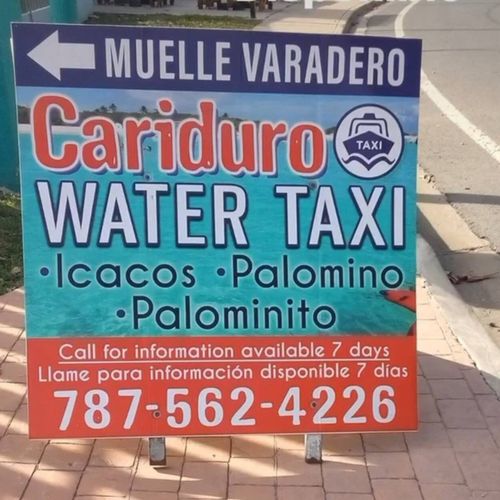 MUELLE VARADERO
Cariduro
TAXI
WATER TAXI
•Icacos •Palomino
•Palominito
Call for information available 7 days
Llame para información disponible 7 días
787-562-4226